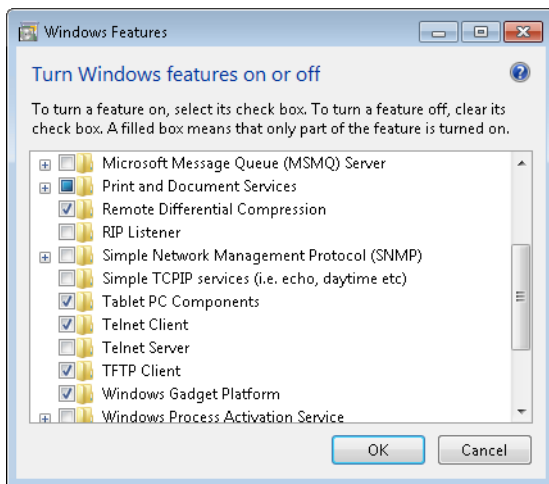 Windows Features
Turn Windows features on or off
To turn a feature on, select its check box. To turn a feature off, clear its
check box. A filled box means that only part of the feature is turned on.
Microsoft Message Queue (MSMQ) Server
Print and Document Services
Remote Differential Compression
RIP Listener
Simple Network Management Protocol (SNMP)
Simple TCPIP services (i.e. echo, daytime etc)
Tablet PC Components
Telnet Client
Telnet Server
TFTP Client
Windows Gadget Platform
Windows Process Activation Service
OK
Cancel